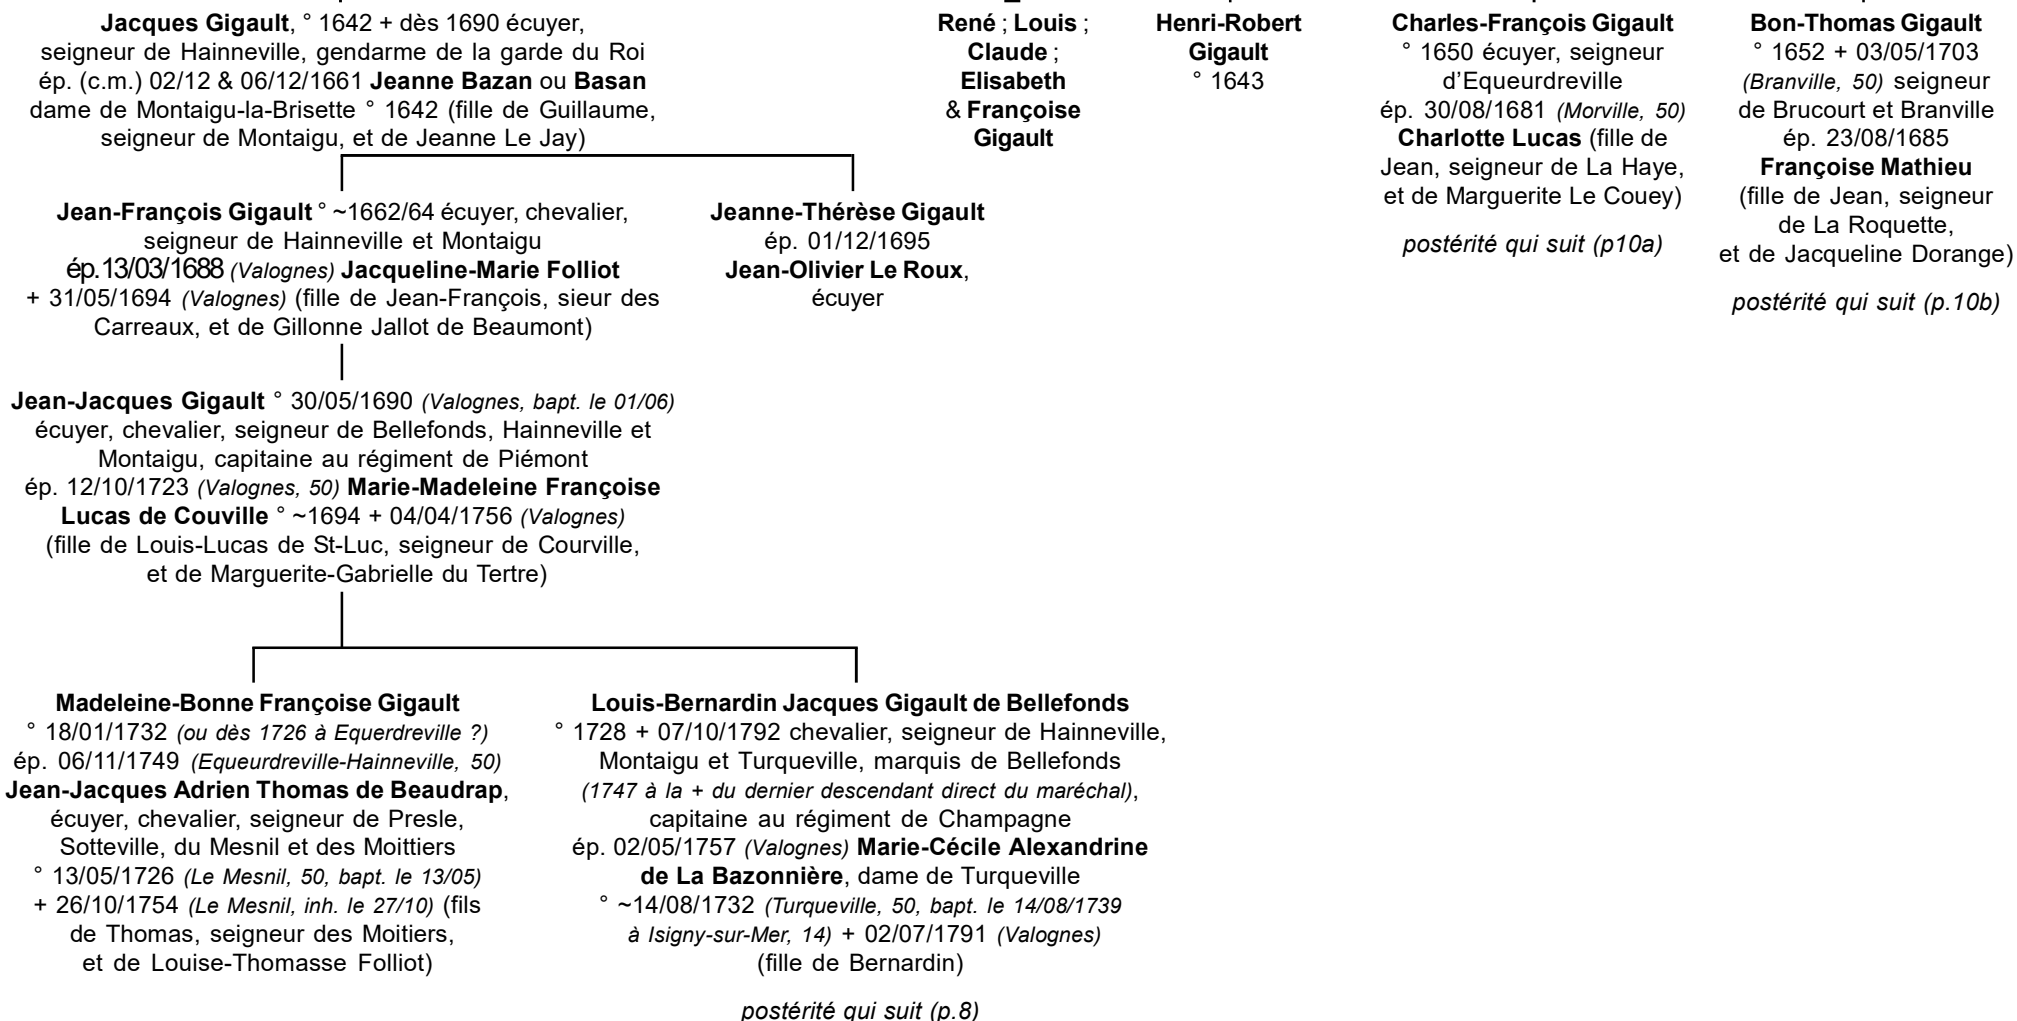 Jacques Gigault, ° 1642 + dès 1690 écuyer,
seigneur de Hainneville, gendarme de la garde du Roi
ép. (c.m.) 02/12 & 06/12/1661 Jeanne Bazan ou Basan
dame de Montaigu-la-Brisette ° 1642 (fille de Guillaume,
seigneur de Montaigu, et de Jeanne Le Jay)
René ; Louis ;
Claude ;
Elisabeth
& Françoise
Gigault
Henri-Robert
Gigault
° 1643
Charles-François Gigault
° 1650 écuyer, seigneur
d'Equeurdreville
ép. 30/08/1681 (Morville, 50)
Charlotte Lucas (fille de
Jean, seigneur de La Haye,
et de Marguerite Le Couey)
postérité qui suit (p10a)
Bon-Thomas Gigault
° 1652 + 03/05/1703
(Branville, 50) seigneur
de Brucourt et Branville
ép. 23/08/1685
Françoise Mathieu
(fille de Jean, seigneur
de La Roquette,
et de Jacqueline Dorange)
postérité qui suit (p.10b)
Jean-François Gigault ° ~1662/64 écuyer, chevalier,
seigneur de Hainneville et Montaigu
ép.13/03/1688 (Valognes) Jacqueline-Marie Folliot
+ 31/05/1694 (Valognes) (fille de Jean-François, sieur des
Carreaux, et de Gillonne Jallot de Beaumont)
Jeanne-Thérèse Gigault
ép. 01/12/1695
Jean-Olivier Le Roux,
écuyer
Jean-Jacques Gigault ° 30/05/1690 (Valognes, bapt. le 01/06)
écuyer, chevalier, seigneur de Bellefonds, Hainneville et
Montaigu, capitaine au régiment de Piémont
ép. 12/10/1723 (Valognes, 50) Marie-Madeleine Françoise
Lucas de Couville ° ~1694 + 04/04/1756 (Valognes)
(fille de Louis-Lucas de St-Luc, seigneur de Courville,
et de Marguerite-Gabrielle du Tertre)
Madeleine-Bonne Françoise Gigault
° 18/01/1732 (ou dès 1726 à Equerdreville ?)
ép. 06/11/1749 (Equeurdreville-Hainneville, 50)
Jean-Jacques Adrien Thomas de Beaudrap,
écuyer, chevalier, seigneur de Presle,
Sotteville, du Mesnil et des Moittiers
° 13/05/1726 (Le Mesnil, 50, bapt. le 13/05)
+ 26/10/1754 (Le Mesnil, inh. le 27/10) (fils
de Thomas, seigneur des Moitiers,
et de Louise-Thomasse Folliot)
Louis-Bernardin Jacques Gigault de Bellefonds
° 1728 + 07/10/1792 chevalier, seigneur de Hainneville,
Montaigu et Turqueville, marquis de Bellefonds
(1747 à la + du dernier descendant direct du maréchal),
capitaine au régiment de Champagne
ép. 02/05/1757 (Valognes) Marie-Cécile Alexandrine
de La Bazonnière, dame de Turqueville
° ~14/08/1732 (Turqueville, 50, bapt. le 14/08/1739
à Isigny-sur-Mer, 14) + 02/07/1791 (Valognes)
(fille de Bernardin)
postérité qui suit (p.8)